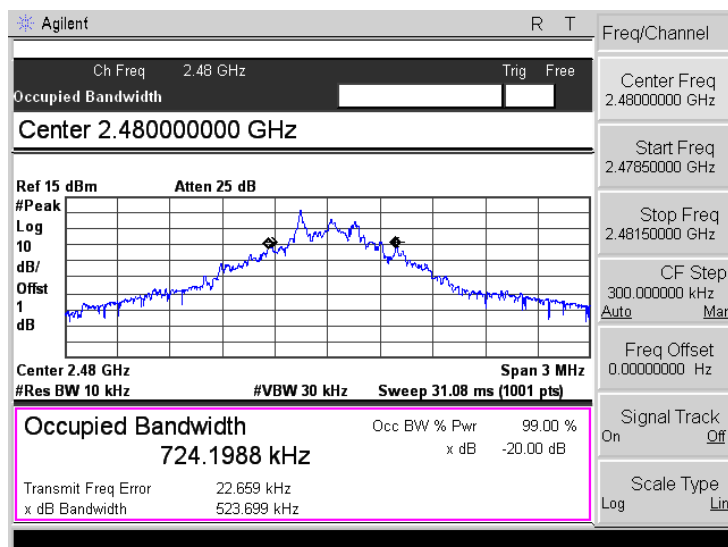 Agilent R T
Ch Freq 2.48 GHz Trig Free
Occupied Bandwidth
Center 2.480000000 GHz
Ref 15 dBm Atten 25 dB
#Peak
Log
10
dB/
Offst
1
dB
Center 2.48 GHz Span 3 MHz
#Res BW 10 kHz #VBW 30 kHz Sweep 31.08 ms (1001 pts)
Occupied Bandwidth
724.1988 kHz
Occ BW % Pwr 99.00 %
x dB -20.00 dB
Transmit Freq Error 22.659 kHz
x dB Bandwidth 523.699 kHz
Freq/Channel
Center Freq
2.48000000 GHz
Start Freq
2.47850000 GHz
Stop Freq
2.48150000 GHz
CF Step
300.000000 kHz
Auto Man
Freq Offset
0.00000000 Hz
Signal Track
On Off
Scale Type
Log Lin